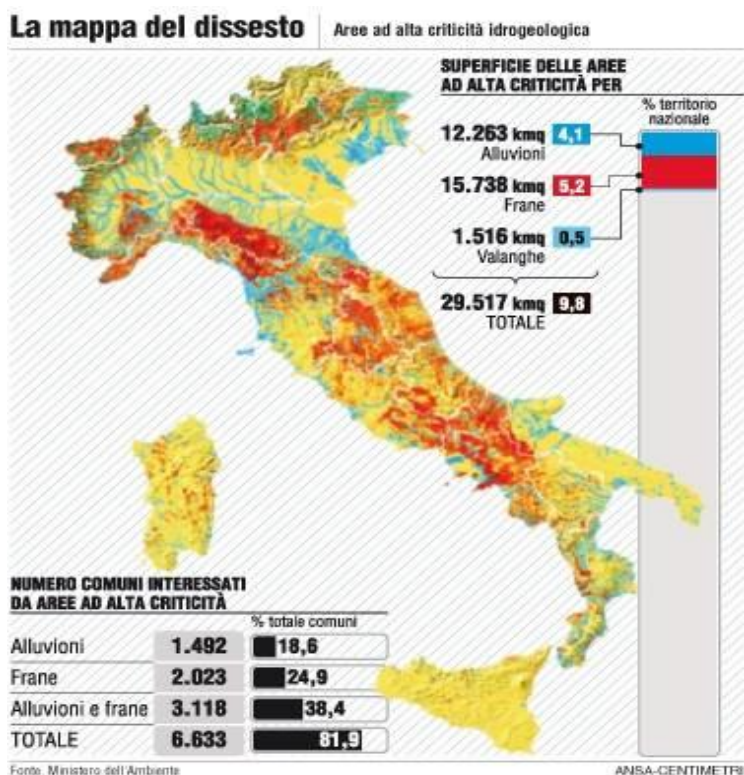 La mappa del dissesto
Aree ad alta criticità idrogeologica
SUPERFICIE DELLE AREE
AD ALTA CRITICITÀ PER
% territorio
nazionale
12.263 kmq 4,1
Alluvioni
15.738 kmq 5,2
Frane
1.516 kmq 0,5
Valanghe
29.517 kmq 9,8
TOTALE
NUMERO COMUNI INTERESSATI
DA AREE AD ALTA CRITICITÀ
% totale comuni
Alluvioni 1.492 18,6
Frane 2.023 24,9
Alluvioni e frane 3.118 38,4
TOTALE 6.633 81,9
Fonte. Ministero dell'Ambiente
ANSA-CENTIMETRI